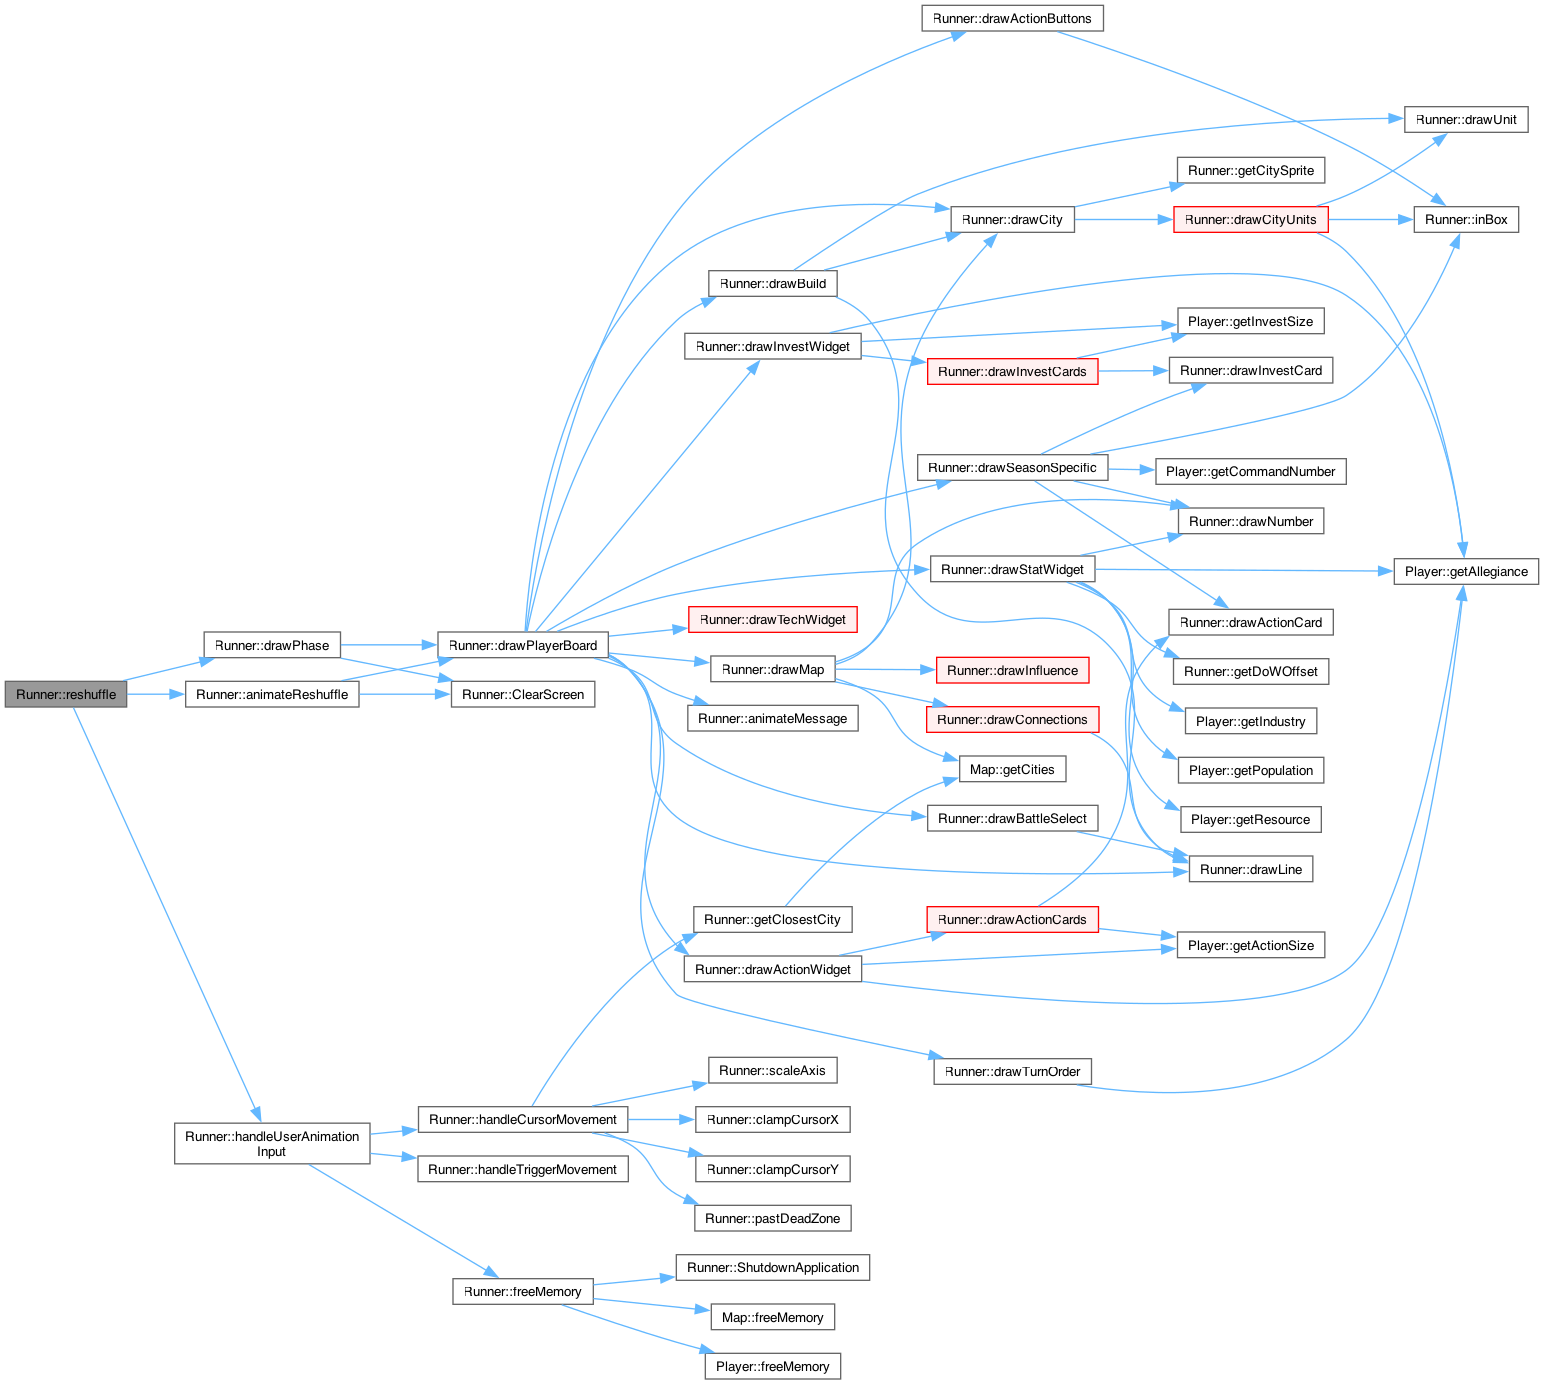 Runner::drawActionButtons
Runner::drawUnit
Runner::getCitySprite
Runner::drawCity
Runner::drawCityUnits
Runner::inBox
Runner::drawBuild
Player::getInvestSize
Runner::drawInvestWidget
Runner::drawInvestCards
Runner::drawInvestCard
Runner::drawSeasonSpecific
Player::getCommandNumber
Runner::drawNumber
Runner::drawStatWidget
Player::getAllegiance
Runner::drawTechWidget
Runner::drawActionCard
Runner::drawPhase
Runner::drawPlayerBoard
Runner::drawMap
Runner::drawInfluence
Runner::getDoWOffset
Runner::reshuffle
Runner::animateReshuffle
Runner::ClearScreen
Runner::animateMessage
Runner::drawConnections
Player::getIndustry
Map::getCities
Player::getPopulation
Runner::drawBattleSelect
Player::getResource
Runner::drawLine
Runner::getClosestCity
Runner::drawActionCards
Player::getActionSize
Runner::drawActionWidget
Runner::scaleAxis
Runner::drawTurnOrder
Runner::handleCursorMovement
Runner::clampCursorX
Runner::handleUserAnimation
Input
Runner::handleTriggerMovement
Runner::clampCursorY
Runner::pastDeadZone
Runner::ShutdownApplication
Runner::freeMemory
Map::freeMemory
Player::freeMemory